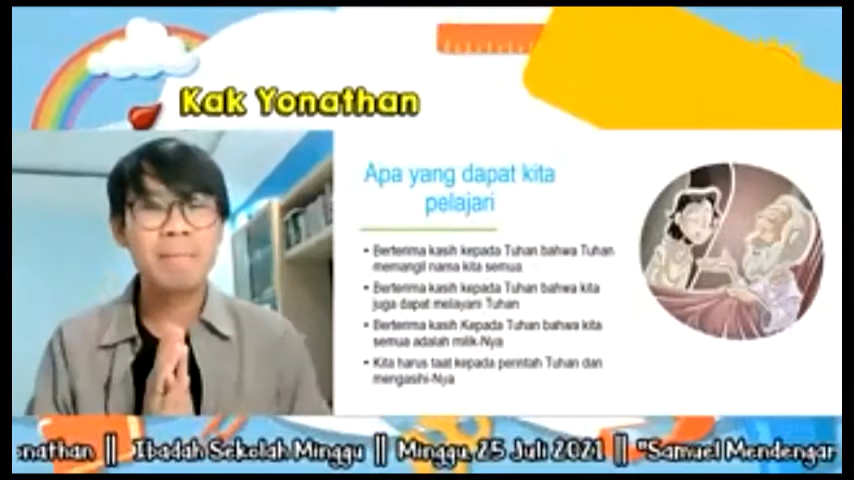 Kak Yonathan
Apa yang dapat kita
pelajari
• Berterima kasih kepada Tuhan bahwa Tuhan
memangil nama kita semua
• Berterima kasih kepada Tuhan bahwa kita
juga dapat melayani Tuhan
• Berterima kasih Kepada Tuhan bahwa kita
semua adalah milik-Nya
• Kita harus taat kepada perintah Tuhan dan
mengasihi-Nya
onathan || Ibadah Sekolah Minggu || Minggu, 25 Juli 2021 || "Samuel Mendengar